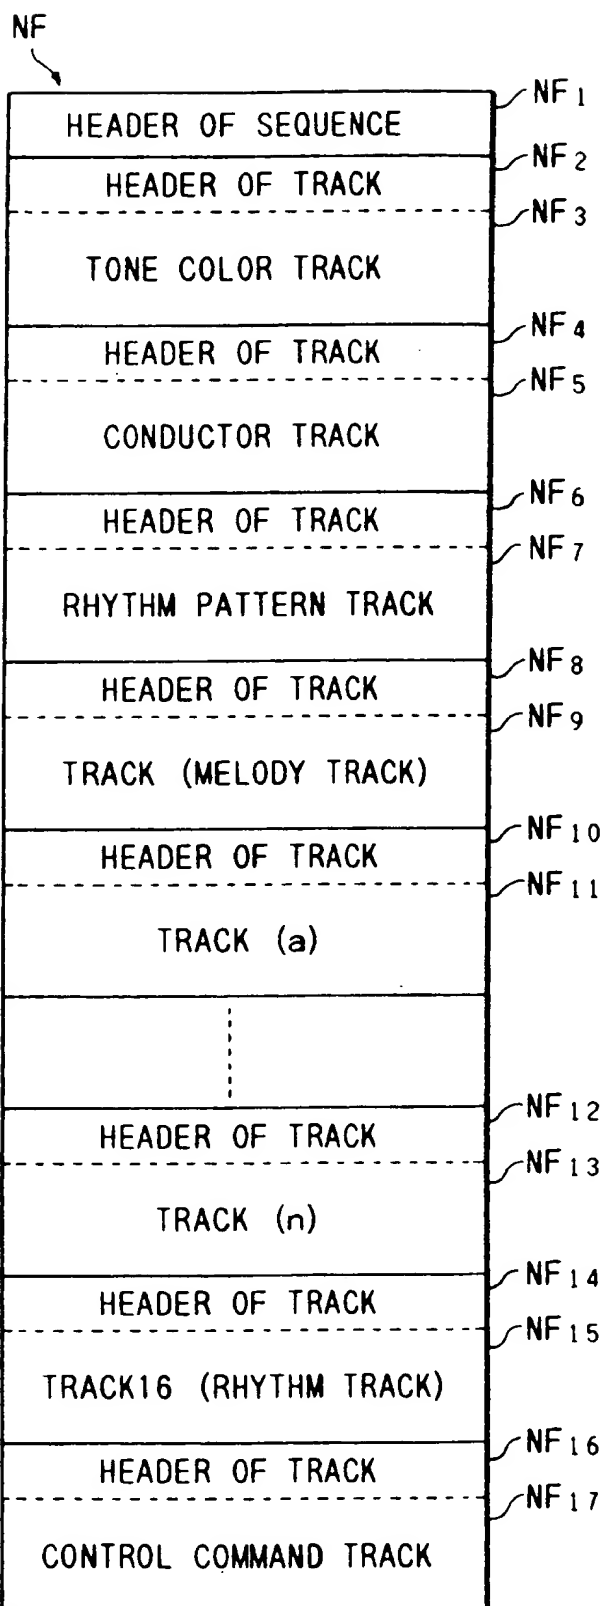 NF
HEADER OF SEQUENCE NF1
HEADER OF TRACK NF2
TONE COLOR TRACK NF3
HEADER OF TRACK NF4
CONDUCTOR TRACK NF5
HEADER OF TRACK NF6
RHYTHM PATTERN TRACK NF7
HEADER OF TRACK NF8
TRACK (MELODY TRACK) NF9
HEADER OF TRACK NF10
TRACK (a) NF11
HEADER OF TRACK NF12
TRACK (n) NF13
HEADER OF TRACK NF14
TRACK16 (RHYTHM TRACK) NF15
HEADER OF TRACK NF16
CONTROL COMMAND TRACK NF17